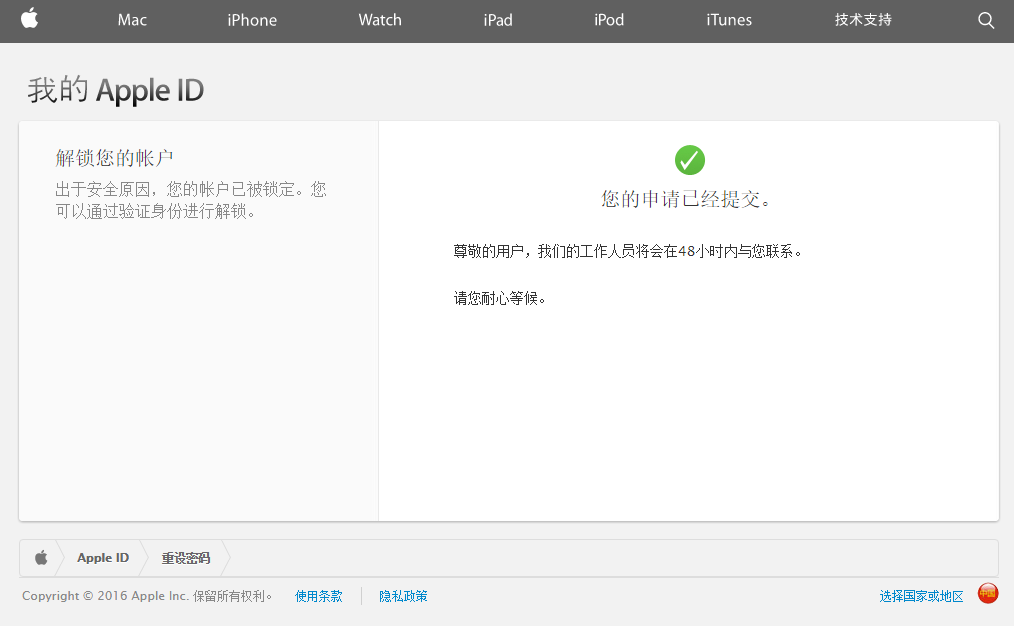 Mac iPhone Watch iPad iPod iTunes 技术支持
我的 Apple ID
解锁您的帐户
出于安全原因，您的帐户已被锁定。您
可以通过验证身份进行解锁。
您的申请已经提交。
尊敬的用户，我们的工作人员将会在48小时内与您联系。
请您耐心等候。
Apple ID 重设密码
Copyright © 2016 Apple Inc. 保留所有权利。 使用条款 隐私政策 选择国家或地区 中国